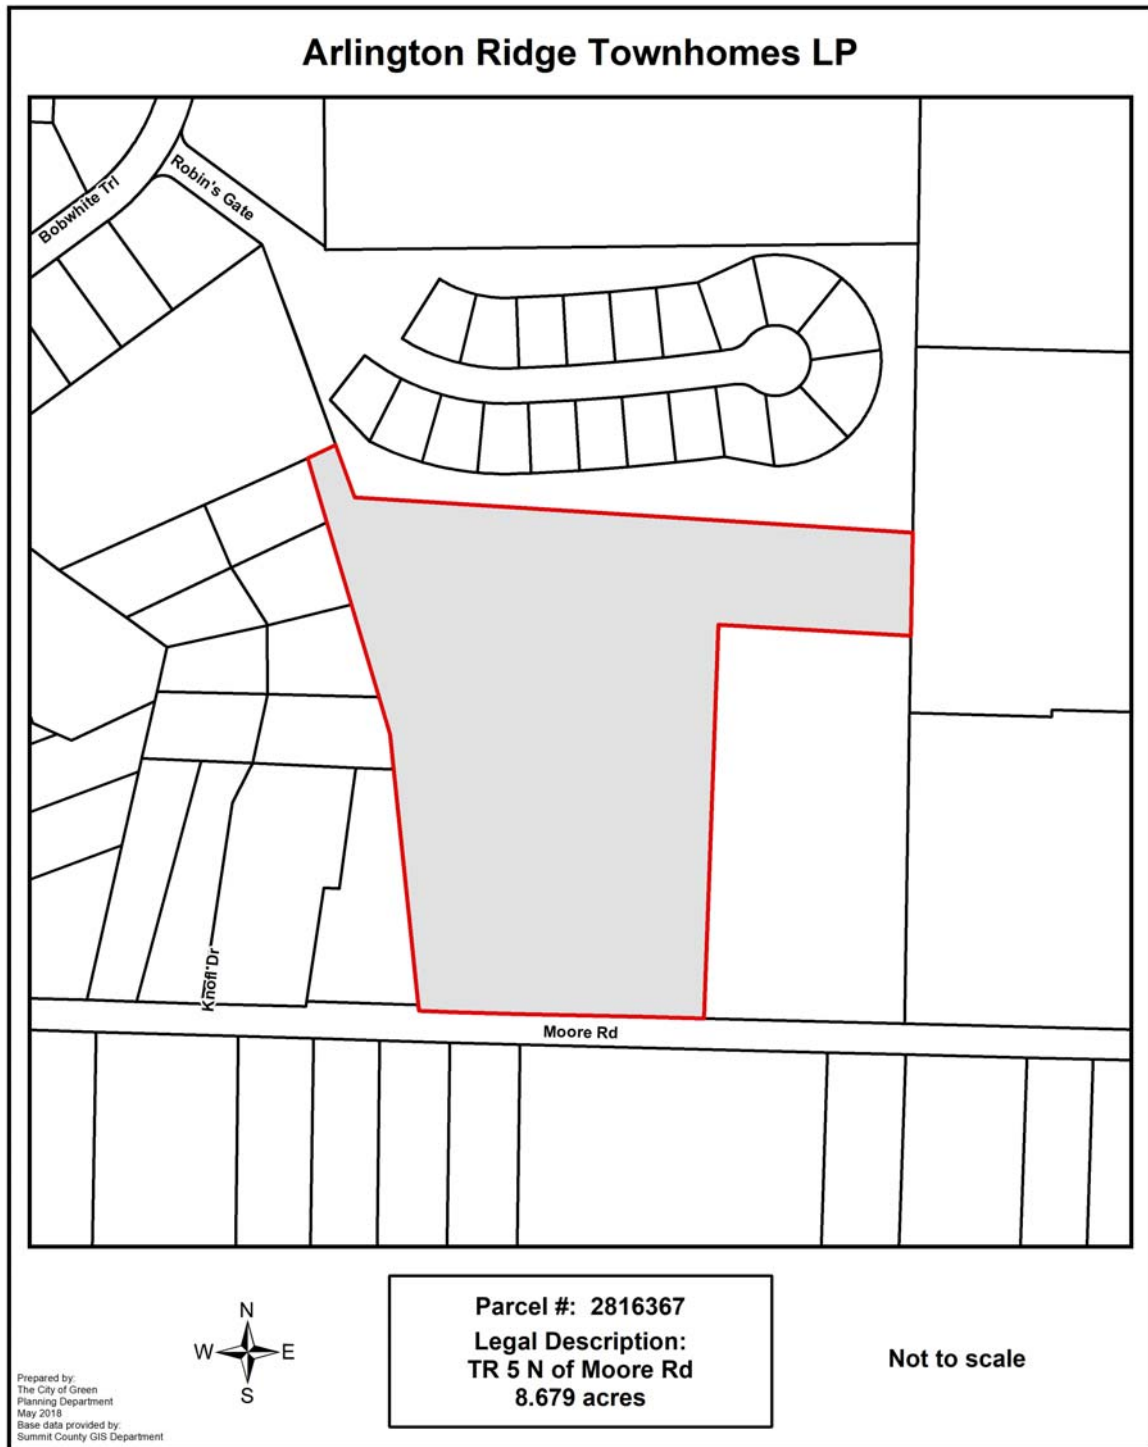 Arlington Ridge Townhomes LP
Bobwhite Trl
Robin's Gate
Knoll Dr
Moore Rd
N
W E
S
Parcel #: 2816367
Legal Description:
TR 5 N of Moore Rd
8.679 acres
Not to scale
Prepared by:
The City of Green
Planning Department
May 2018
Base data provided by:
Summit County GIS Department